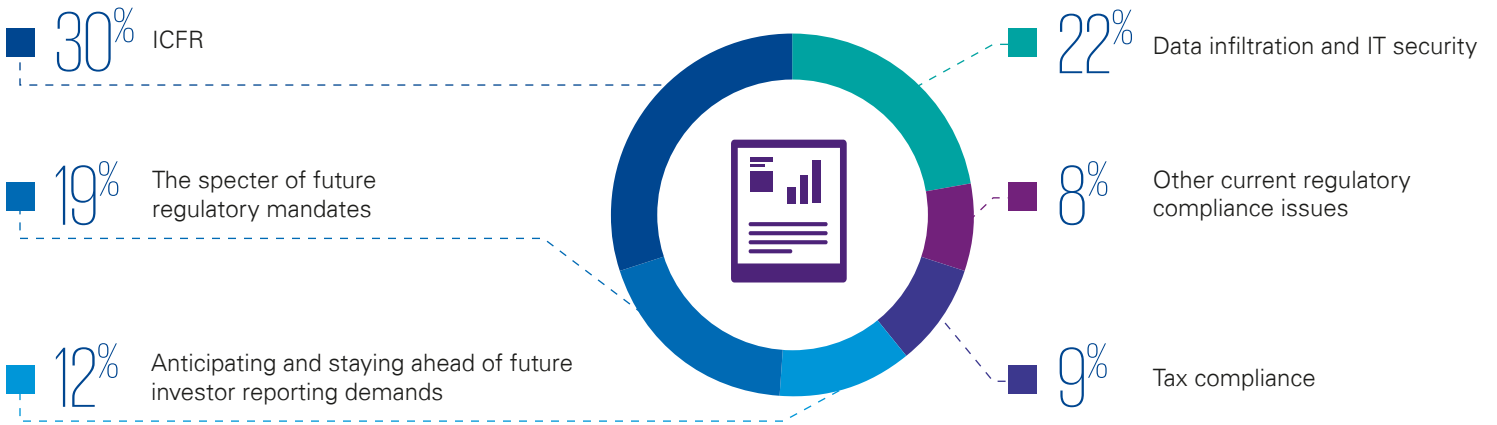 30% ICFR
19% The specter of future
regulatory mandates
12% Anticipating and staying ahead of future
investor reporting demands
22% Data infiltration and IT security
8% Other current regulatory
compliance issues
9% Tax compliance